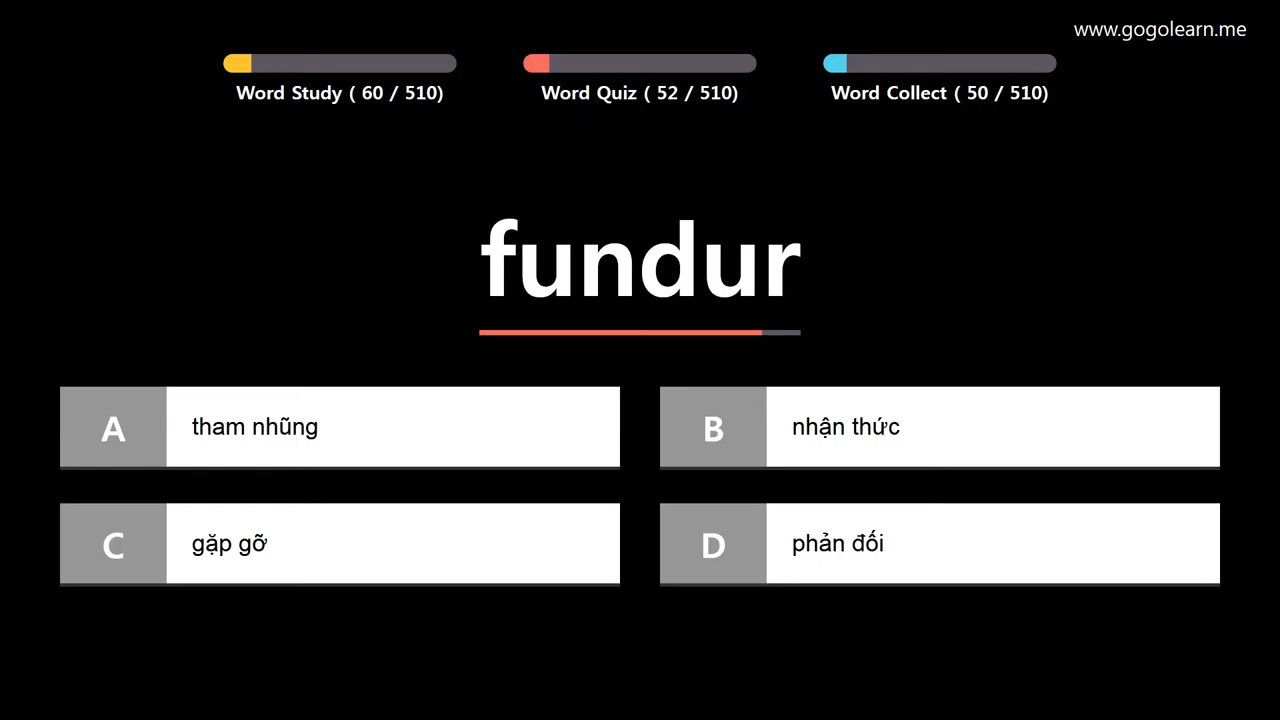 www.gogolearn.me
Word Study ( 60 / 510)
Word Quiz ( 52 / 510)
Word Collect ( 50 / 510)
fundur
A tham nhũng
B nhận thức
C gặp gỡ
D phản đối